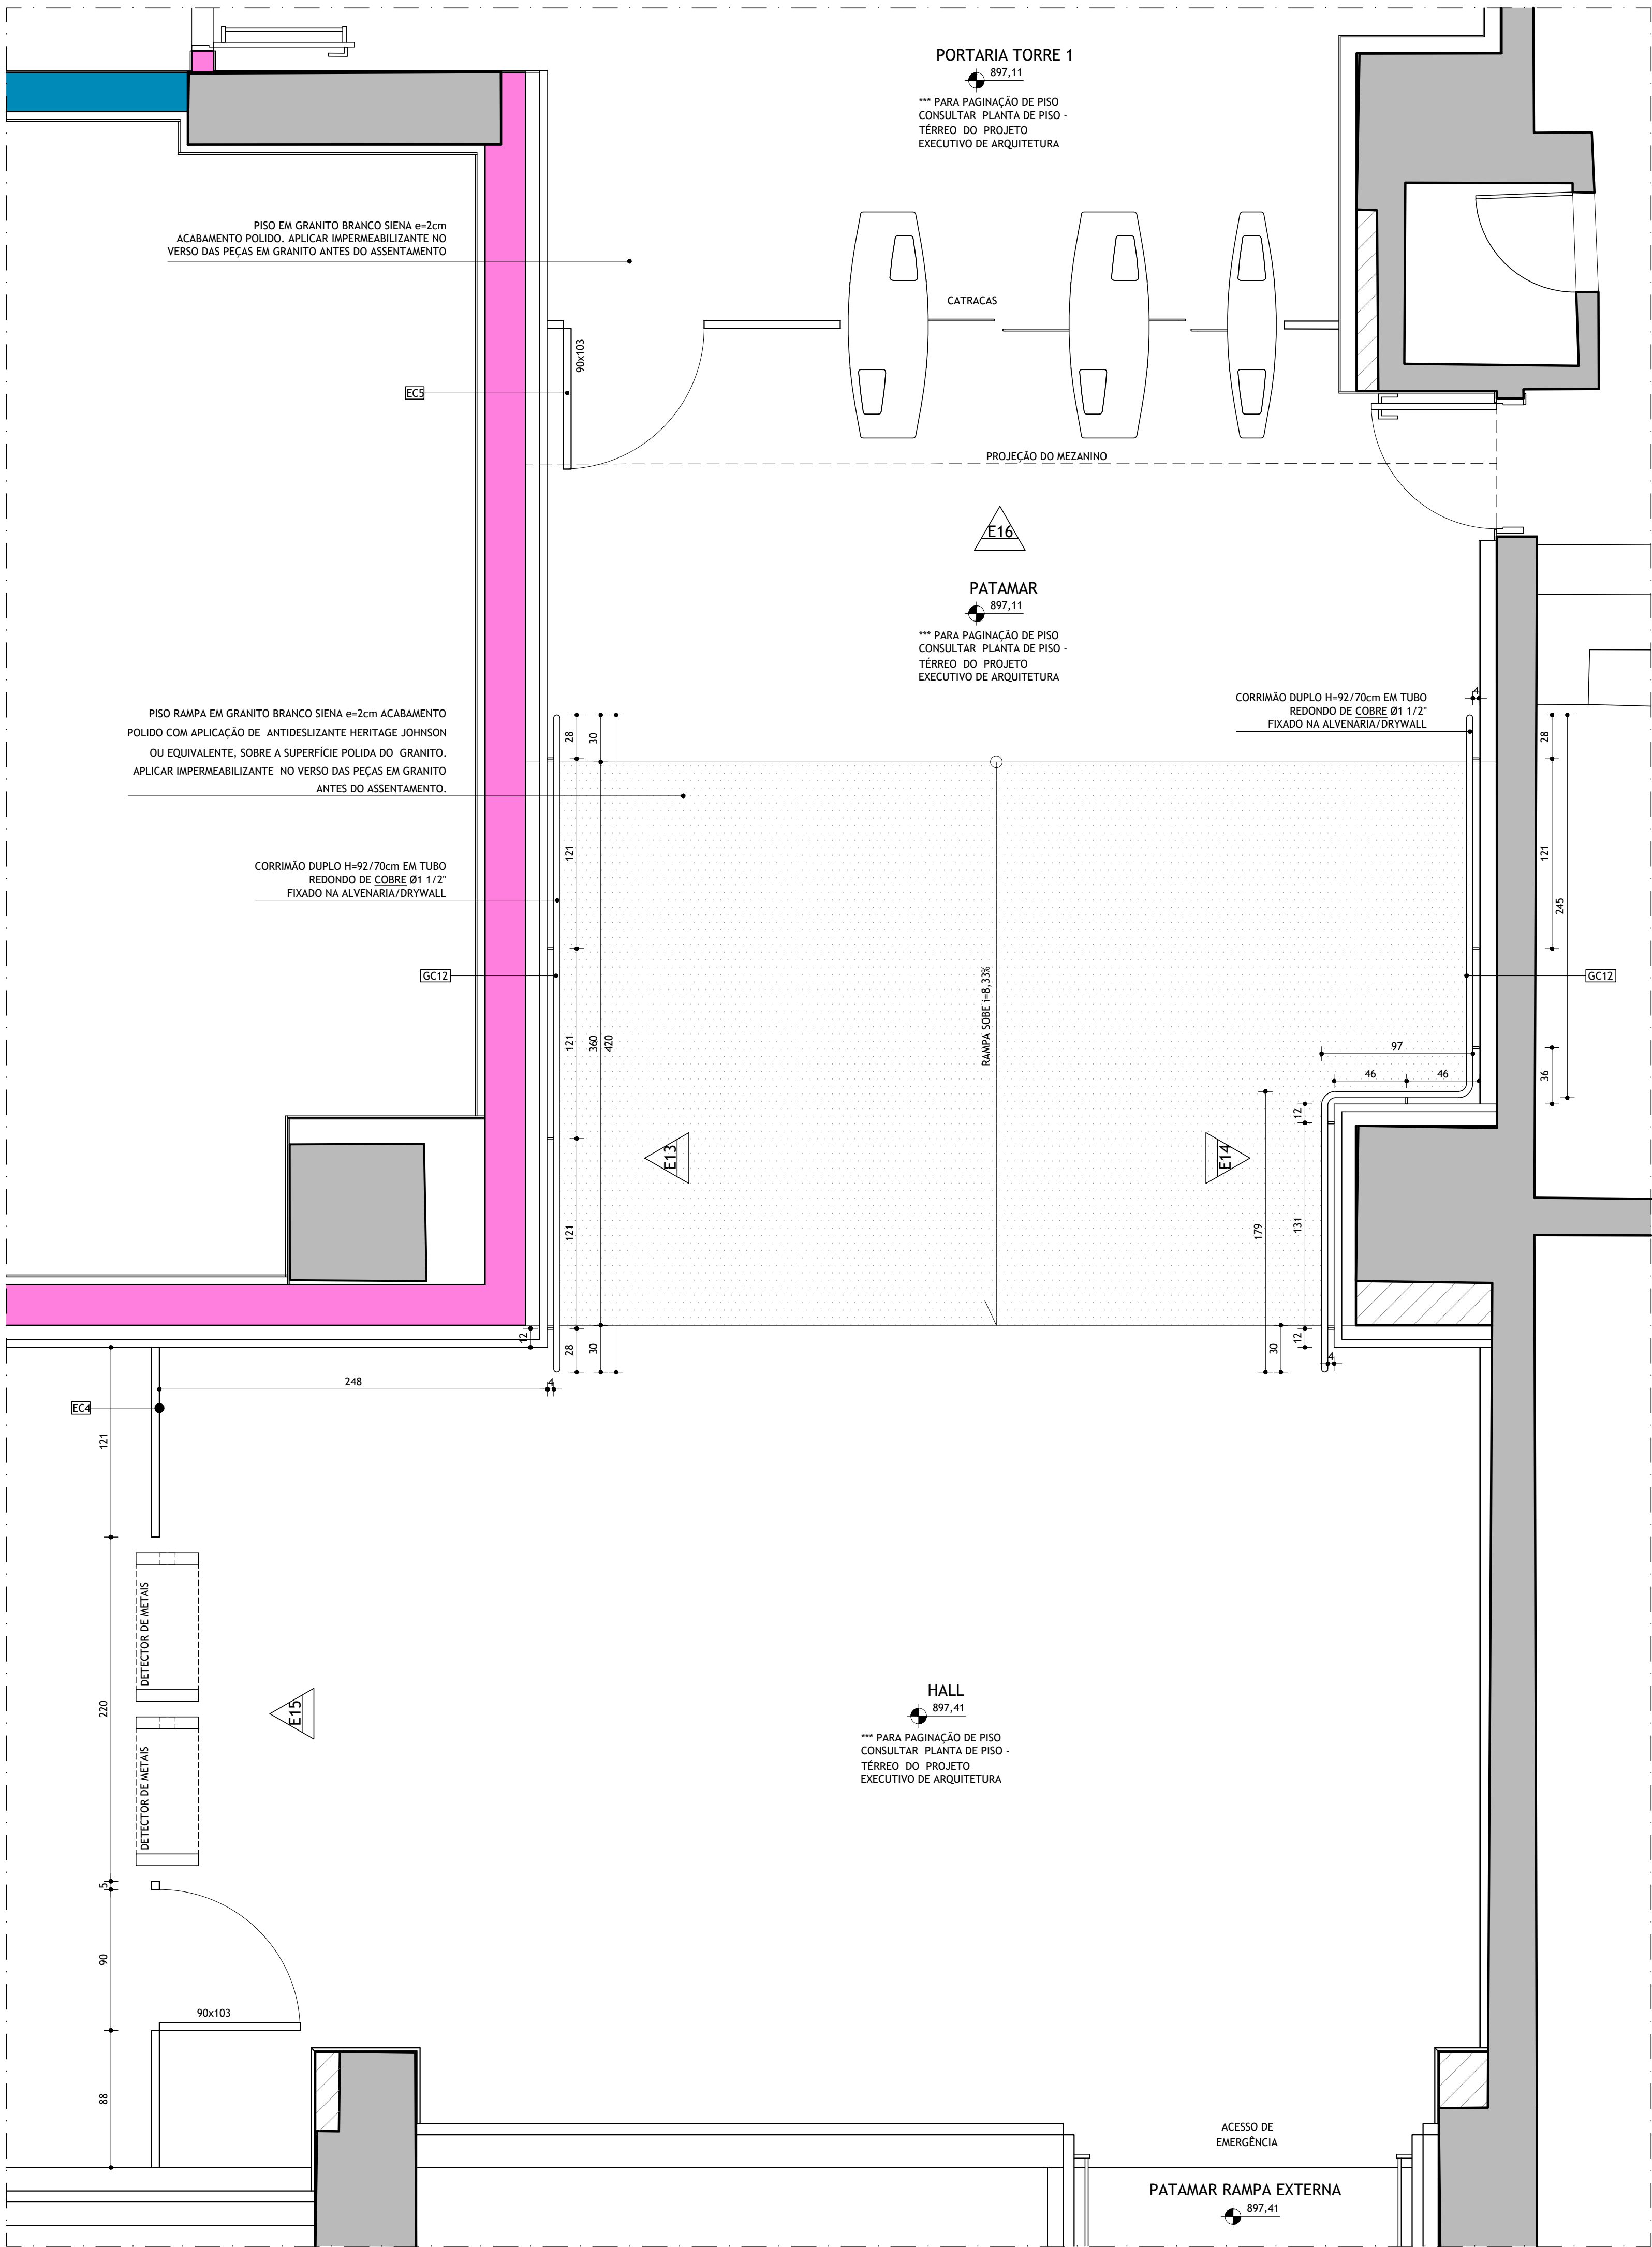 PORTARIA TORRE 1
897,11
*** PARA PAGINAÇÃO DE PISO
CONSULTAR PLANTA DE PISO -
TÉRREO DO PROJETO
EXECUTIVO DE ARQUITETURA
PISO EM GRANITO BRANCO SIENA e=2cm
ACABAMENTO POLIDO. APLICAR IMPERMEABILIZANTE NO
VERSO DAS PEÇAS EM GRANITO ANTES DO ASSENTAMENTO
CATRACAS
90x103
EC5
PROJEÇÃO DO MEZANINO
E16
PATAMAR
897,11
*** PARA PAGINAÇÃO DE PISO
CONSULTAR PLANTA DE PISO -
TÉRREO DO PROJETO
EXECUTIVO DE ARQUITETURA
PISO RAMPA EM GRANITO BRANCO SIENA e=2cm ACABAMENTO
POLIDO COM APLICAÇÃO DE ANTIDESLIZANTE HERITAGE JOHNSON
OU EQUIVALENTE, SOBRE A SUPERFÍCIE POLIDA DO GRANITO.
APLICAR IMPERMEABILIZANTE NO VERSO DAS PEÇAS EM GRANITO
ANTES DO ASSENTAMENTO.
CORRIMÃO DUPLO H=92/70cm EM TUBO
REDONDO DE COBRE Ø1 1/2"
FIXADO NA ALVENARIA/DRYWALL
4
28
30
28
121
121
245
CORRIMÃO DUPLO H=92/70cm EM TUBO
REDONDO DE COBRE Ø1 1/2"
FIXADO NA ALVENARIA/DRYWALL
GC12
GC12
RAMPA SOBE i=8,33%
121
360
420
97
46
46
36
12
E13
E14
121
179
131
12
28
30
30
12
4
248
4
EC4
121
DETECTOR DE METAIS
220
E15
DETECTOR DE METAIS
HALL
897,41
*** PARA PAGINAÇÃO DE PISO
CONSULTAR PLANTA DE PISO -
TÉRREO DO PROJETO
EXECUTIVO DE ARQUITETURA
5
90
90x103
88
ACESSO DE
EMERGÊNCIA
PATAMAR RAMPA EXTERNA
897,41